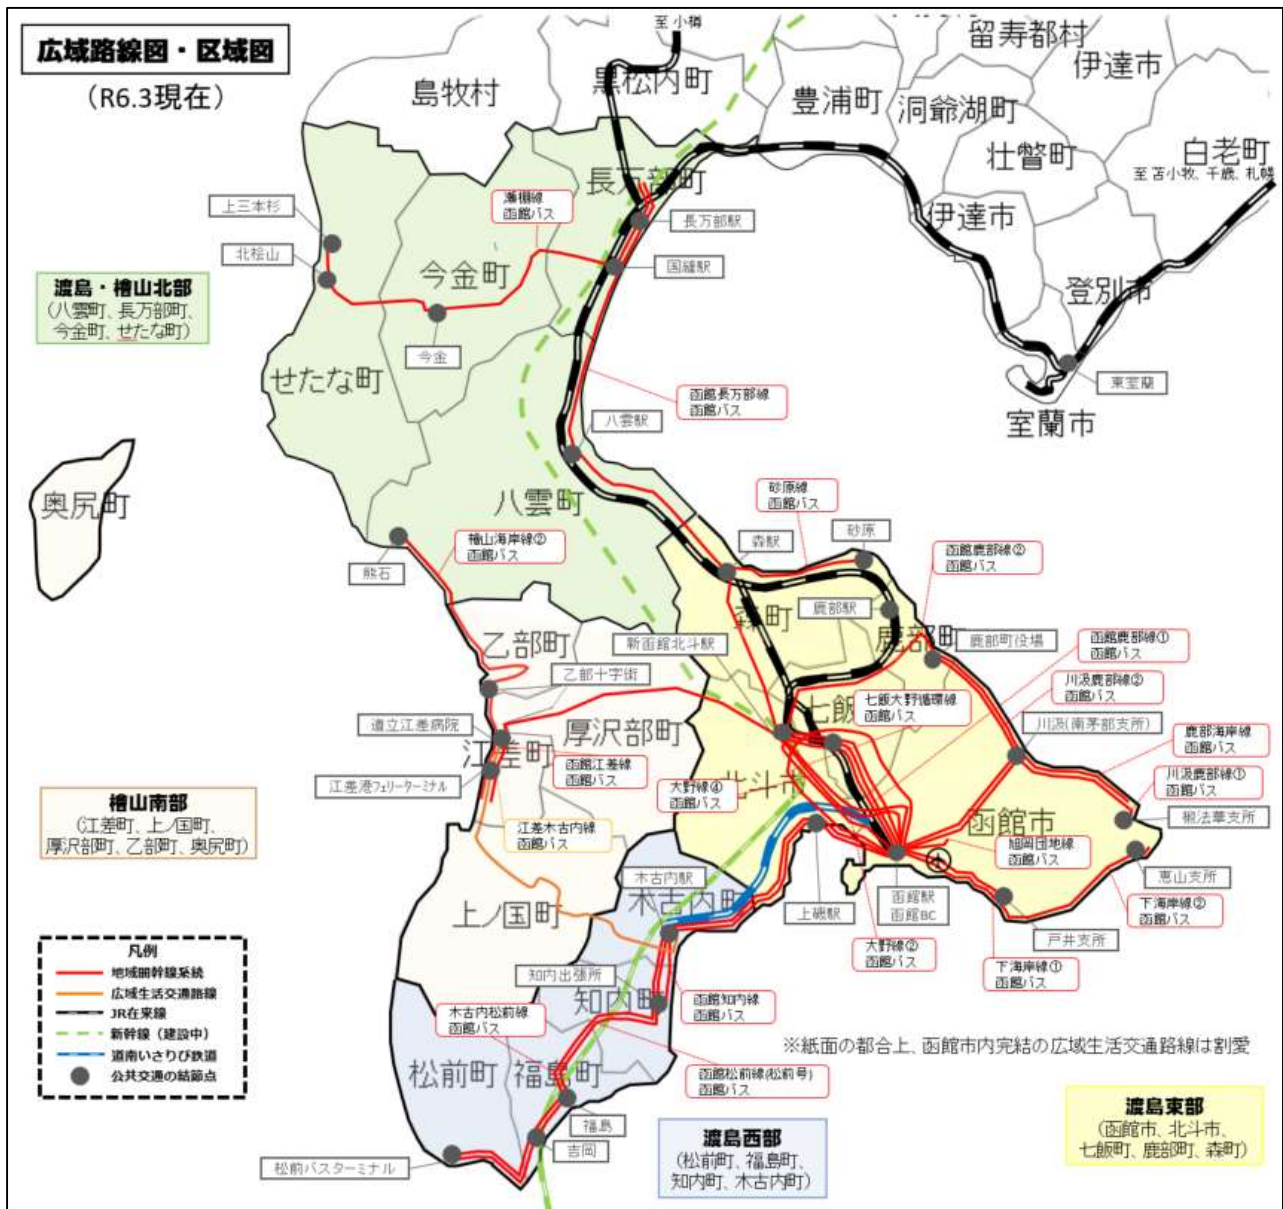 広域路線図・区域図
（R6.3現在）
至 小樽
島牧村
黒松内町
豊浦町
留寿都村
洞爺湖町
伊達市
壮瞥町
白老町
至 苫小牧、千歳、札幌
伊達市
登別市
東室蘭
室蘭市
長万部町
瀬棚線
函館バス
長万部駅
上三本杉
北桧山
今金町
国縫駅
今金
渡島・檜山北部
（八雲町、長万部町、
今金町、せたな町）
せたな町
函館長万部線
函館バス
八雲駅
八雲町
奥尻町
檜山海岸線②
函館バス
熊石
砂原線
函館バス
砂原
森駅
函館鹿部線②
函館バス
森町
鹿部駅
鹿部町
鹿部町役場
新函館北斗駅
函館鹿部線①
函館バス
川汲鹿部線②
函館バス
乙部町
乙部十字街
七飯
七飯大野循環線
函館バス
川汲(南茅部支所)
道立江差病院
厚沢部町
江差町
函館江差線
函館バス
鹿部海岸線
函館バス
川汲鹿部線①
函館バス
江差港フェリーターミナル
大野線④
函館バス
北斗市
檜山南部
（江差町、上ノ国町、
厚沢部町、乙部町、奥尻町）
江差木古内線
函館バス
函館市
椴法華支所
旭岡団地線
函館バス
恵山支所
木古内駅
木古内町
上磯駅
函館駅
函館BC
下海岸線②
函館バス
戸井支所
上ノ国町
大野線②
函館バス
下海岸線①
函館バス
知内出張所
知内町
函館知内線
函館バス
木古内松前線
函館バス
凡例
地域間幹線系統
広域生活交通路線
JR在来線
新幹線（建設中）
道南いさりび鉄道
公共交通の結節点
※紙面の都合上、函館市内完結の広域生活交通路線は割愛
松前町
福島町
函館松前線(松前号)
函館バス
福島
吉岡
松前バスターミナル
渡島西部
（松前町、福島町、
知内町、木古内町）
渡島東部
（函館市、北斗市、
七飯町、鹿部町、森町）